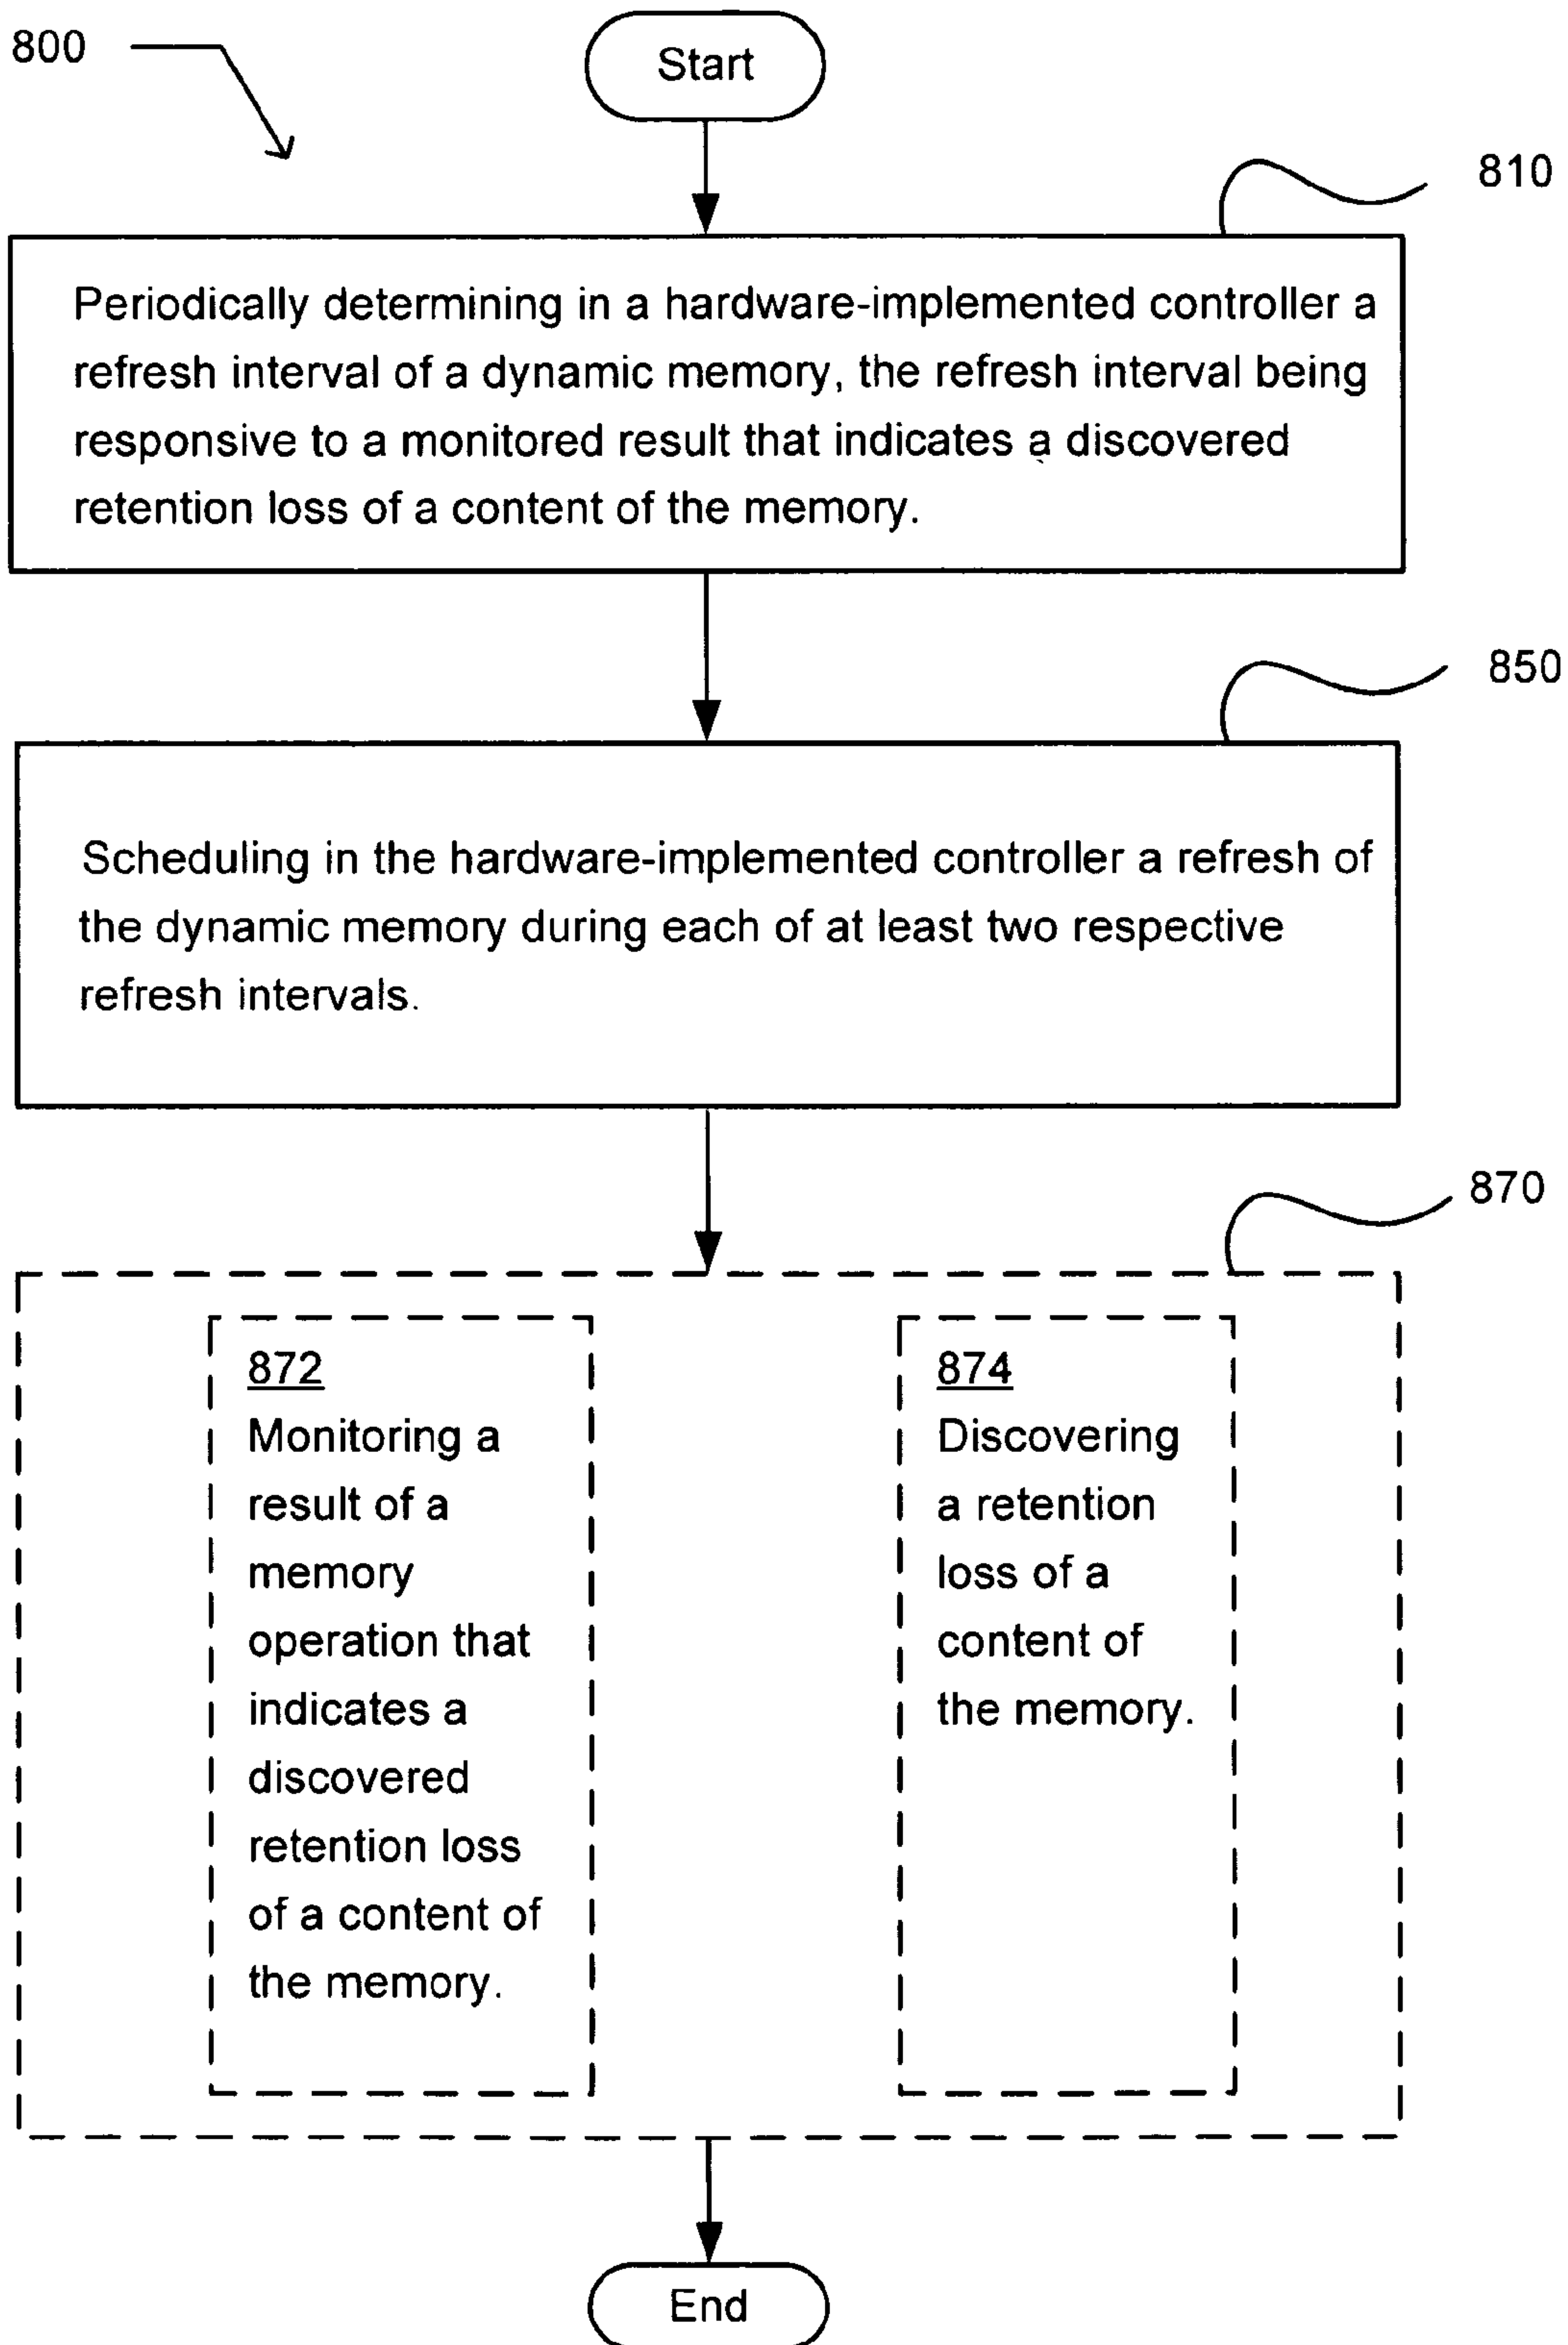 800
Start
810
Periodically determining in a hardware-implemented controller a
refresh interval of a dynamic memory, the refresh interval being
responsive to a monitored result that indicates a discovered
retention loss of a content of the memory.
850
Scheduling in the hardware-implemented controller a refresh of
the dynamic memory during each of at least two respective
refresh intervals.
870
872
Monitoring a
result of a
memory
operation that
indicates a
discovered
retention loss
of a content of
the memory.
874
Discovering
a retention
loss of a
content of
the memory.
End